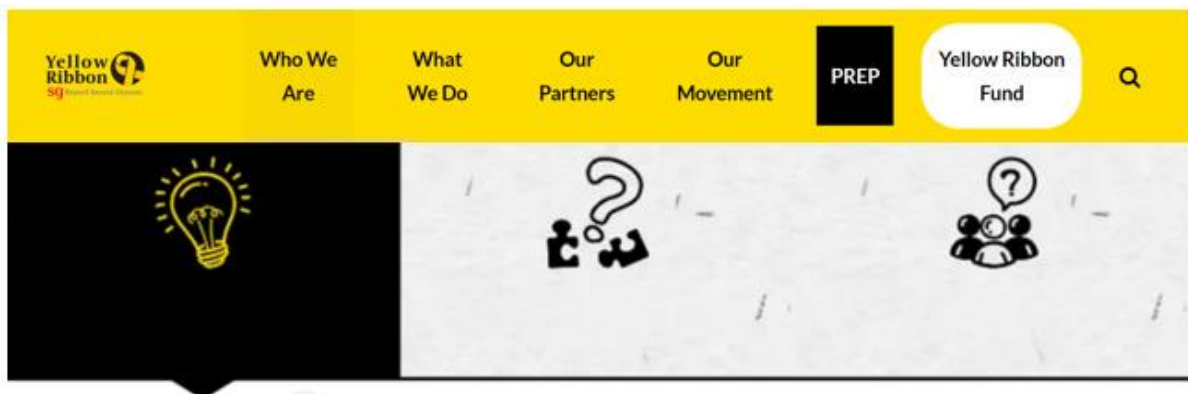 Yellow
Ribbon
sg
Who We
Are
What
We Do
Our
Partners
Our
Movement
PREP
Yellow Ribbon
Fund
?
?